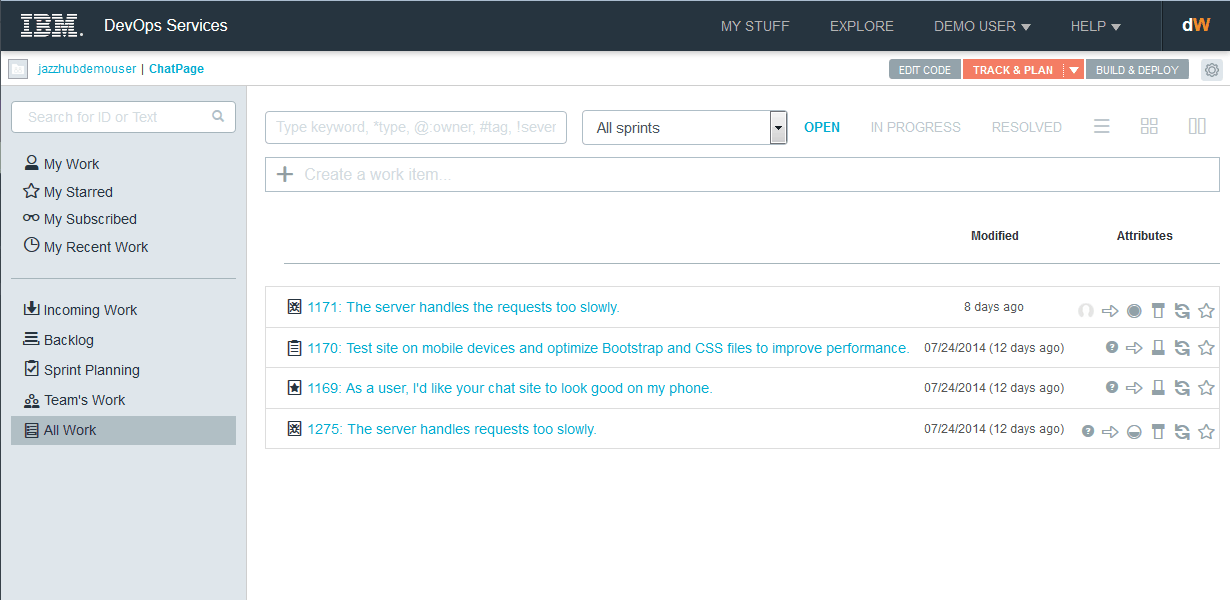 IBM. DevOps Services MY STUFF EXPLORE DEMO USER HELP dW
jazzhubdemouser | ChatPage EDIT CODE TRACK & PLAN BUILD & DEPLOY
Search for ID or Text
My Work
My Starred
My Subscribed
My Recent Work
Incoming Work
Backlog
Sprint Planning
Team's Work
All Work
Type keyword, *type, @:owner, #tag, !sever All sprints OPEN IN PROGRESS RESOLVED
Create a work item...
Modified Attributes
1171: The server handles the requests too slowly. 8 days ago
1170: Test site on mobile devices and optimize Bootstrap and CSS files to improve performance. 07/24/2014 (12 days ago)
1169: As a user, I'd like your chat site to look good on my phone. 07/24/2014 (12 days ago)
1275: The server handles requests too slowly. 07/24/2014 (12 days ago)